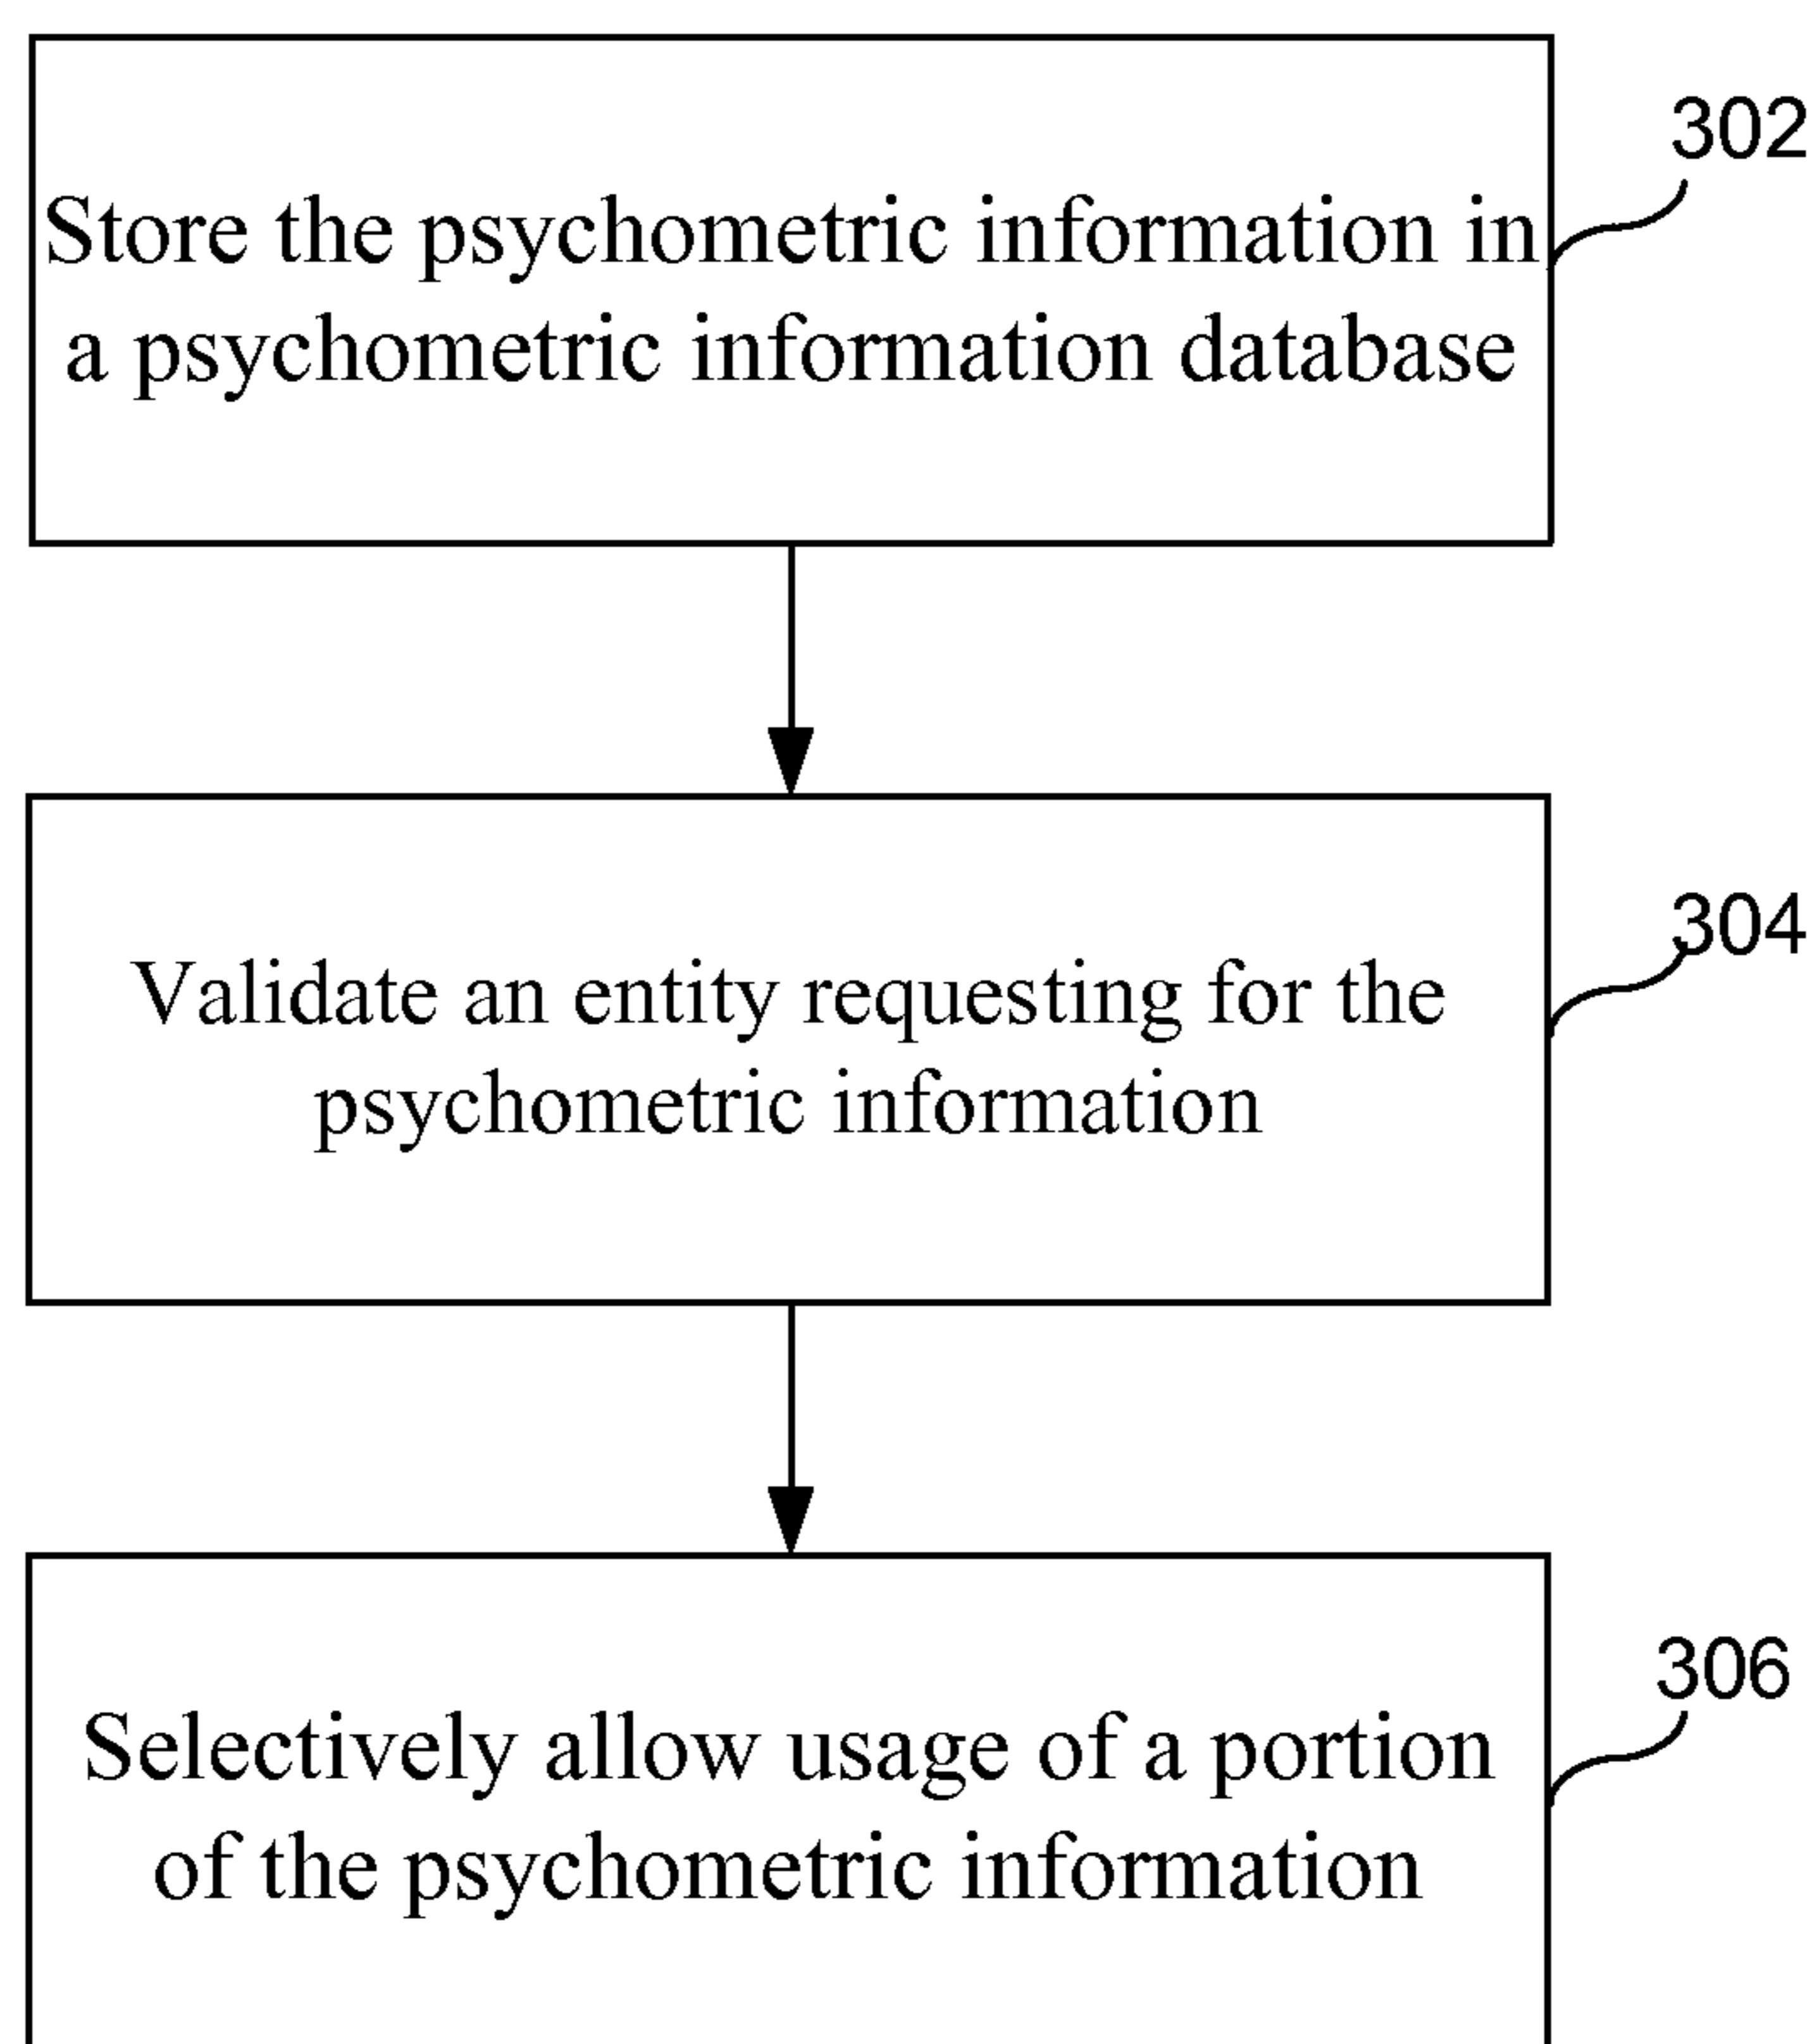 302
Store the psychometric information in
a psychometric information database
304
Validate an entity requesting for the
psychometric information
306
Selectively allow usage of a portion
of the psychometric information